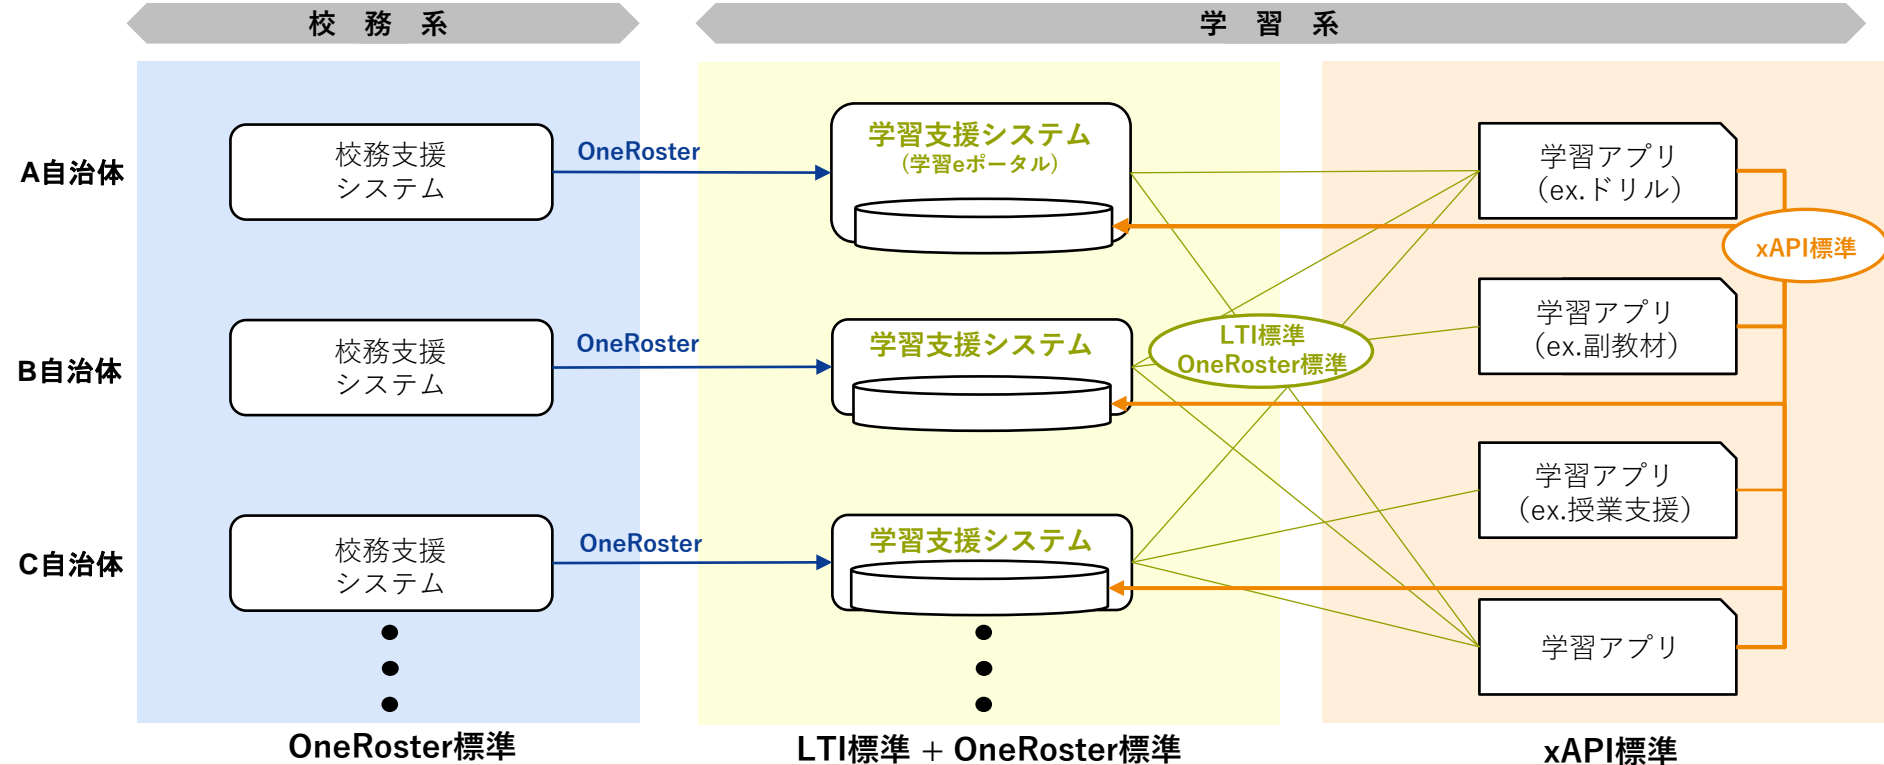 校 務 系
学 習 系
A自治体
校務支援
システム
OneRoster
学習支援システム
(学習eポータル)
学習アプリ
(ex.ドリル)
xAPI標準
B自治体
校務支援
システム
OneRoster
学習支援システム
LTI標準
OneRoster標準
学習アプリ
(ex.副教材)
C自治体
校務支援
システム
OneRoster
学習支援システム
学習アプリ
(ex.授業支援)
学習アプリ
OneRoster標準
LTI標準 + OneRoster標準
xAPI標準